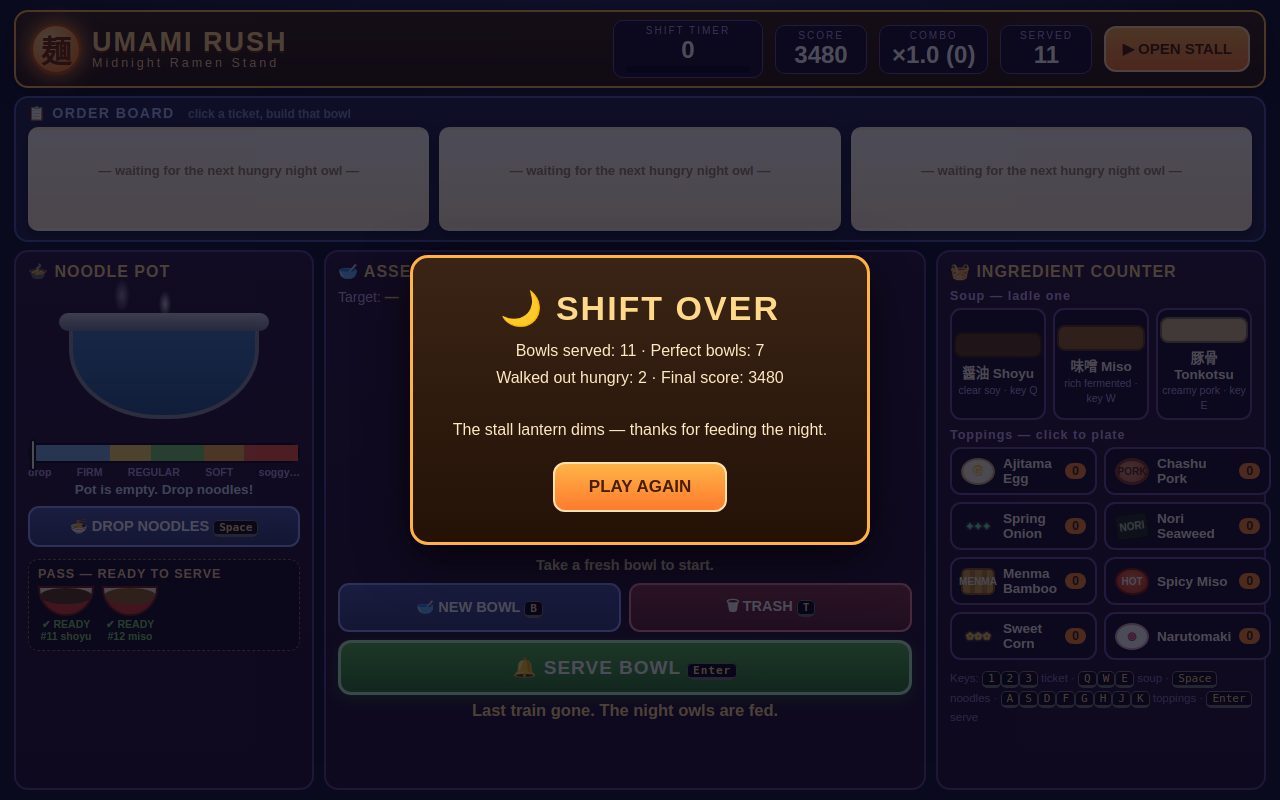 麺
UMAMI RUSH
Midnight Ramen Stand
SHIFT TIMER
0
SCORE
3480
COMBO
×1.0 (0)
SERVED
11
▶ OPEN STALL
📋 ORDER BOARD click a ticket, build that bowl
— waiting for the next hungry night owl —
— waiting for the next hungry night owl —
— waiting for the next hungry night owl —
🍲 NOODLE POT
drop FIRM REGULAR SOFT soggy…
Pot is empty. Drop noodles!
🍜 DROP NOODLES Space
PASS — READY TO SERVE
✔ READY
#11 shoyu
✔ READY
#12 miso
🥣 ASSE
Target: —
🌙 SHIFT OVER
Bowls served: 11 · Perfect bowls: 7
Walked out hungry: 2 · Final score: 3480
The stall lantern dims — thanks for feeding the night.
PLAY AGAIN
Take a fresh bowl to start.
🥣 NEW BOWL B
🗑 TRASH T
🔔 SERVE BOWL Enter
Last train gone. The night owls are fed.
🧺 INGREDIENT COUNTER
Soup — ladle one
醤油 Shoyu
clear soy · key Q
味噌 Miso
rich fermented ·
key W
豚骨
Tonkotsu
creamy pork · key
E
Toppings — click to plate
Ajitama
Egg
0
PORK
Chashu
Pork
0
Spring
Onion
0
NORI
Nori
Seaweed
0
MENMA
Menma
Bamboo
0
HOT
Spicy Miso
0
Sweet
Corn
0
Narutomaki
0
Keys: 1 2 3 ticket · Q W E soup · Space
noodles · A S D F G H J K toppings · Enter
serve